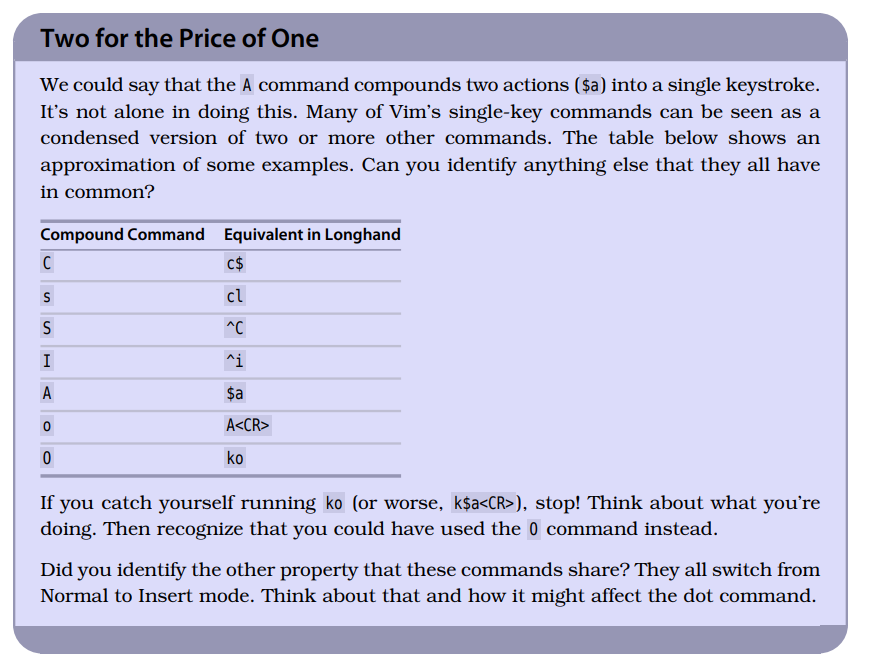 Two for the Price of One
We could say that the A command compounds two actions ($a) into a single keystroke.
It’s not alone in doing this. Many of Vim’s single-key commands can be seen as a
condensed version of two or more other commands. The table below shows an
approximation of some examples. Can you identify anything else that they all have
in common?
Compound Command Equivalent in Longhand
C c$
s cl
S ^C
I ^i
A $a
o A<CR>
O ko
If you catch yourself running ko (or worse, k$a<CR>), stop! Think about what you’re
doing. Then recognize that you could have used the O command instead.
Did you identify the other property that these commands share? They all switch from
Normal to Insert mode. Think about that and how it might affect the dot command.